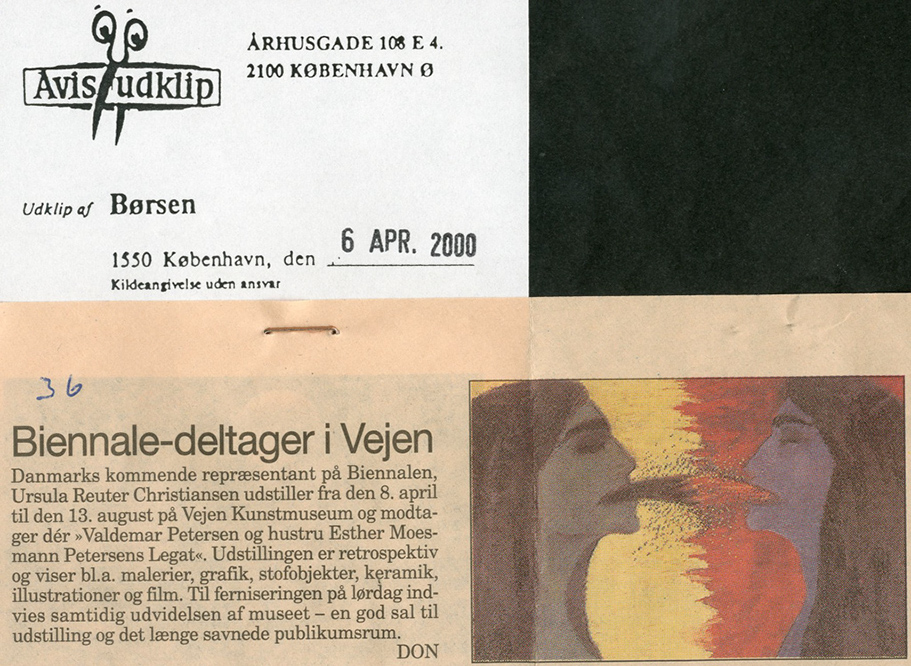 Avis/udklip
ÅRHUSGADE 108 E 4.
2100 KØBENHAVN Ø
Udklip af Børsen
1550 København, den 6 APR. 2000
Kildeangivelse uden ansvar
36
Biennale-deltager i Vejen
Danmarks kommende repræsentant på Biennalen,
Ursula Reuter Christiansen udstiller fra den 8. april
til den 13. august på Vejen Kunstmuseum og modta-
ger dér »Valdemar Petersen og hustru Esther Moes-
mann Petersens Legat«. Udstillingen er retrospektiv
og viser bl.a. malerier, grafik, stofobjekter, keramik,
illustrationer og film. Til ferniseringen på lørdag ind-
vies samtidig udvidelsen af museet – en god sal til
udstilling og det længe savnede publikumsrum.
DON